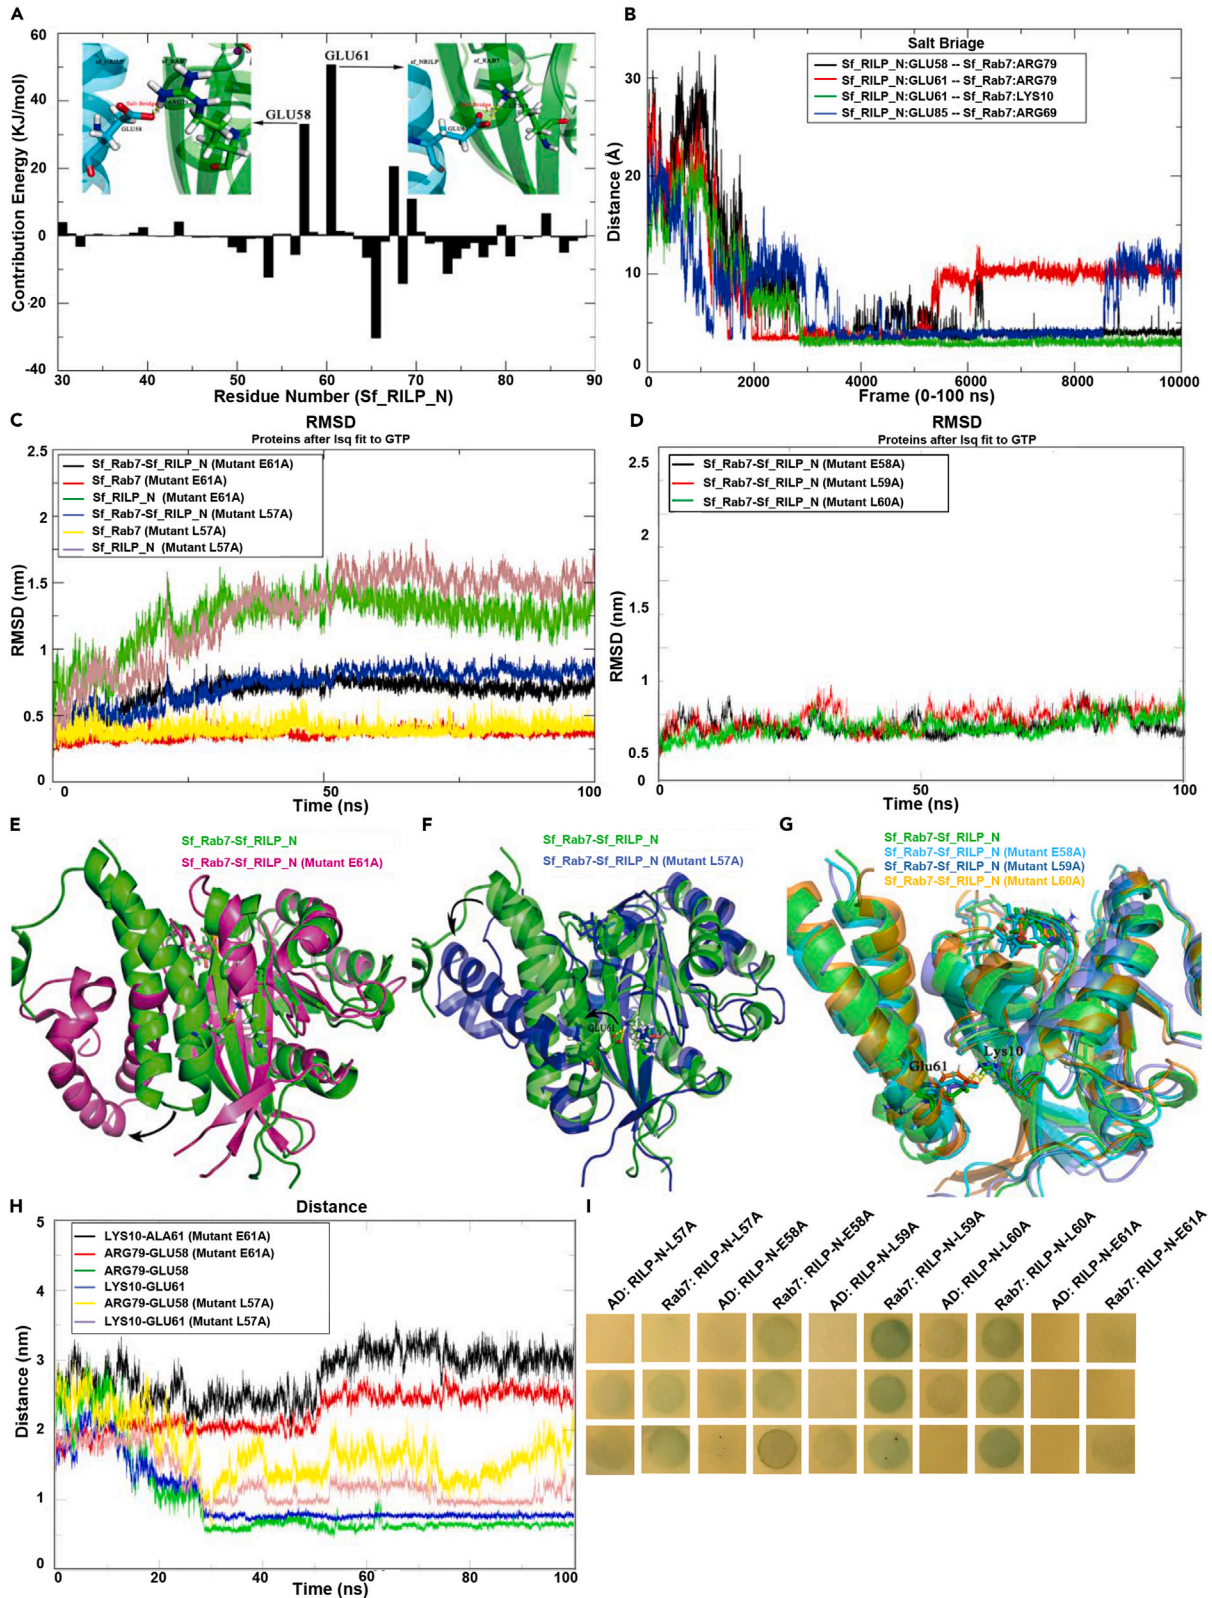 A
60
40
20
0
-20
-40
30
40
50
60
70
80
90
Contribution Energy (KJ/mol)
Residue Number (Sf_RILP_N)
sf_NRILP
sf_RAB7
Salt Bridge
ARG79
GLU58
GLU61
GLU58
sf_NRILP
sf_RAB7
Salt Bridge
GLU61
B
Salt Briage
Sf_RILP_N:GLU58 -- Sf_Rab7:ARG79
Sf_RILP_N:GLU61 -- Sf_Rab7:ARG79
Sf_RILP_N:GLU61 -- Sf_Rab7:LYS10
Sf_RILP_N:GLU85 -- Sf_Rab7:ARG69
30
20
10
0
Distance (Å)
0
2000
4000
6000
8000
10000
Frame (0-100 ns)
C
RMSD
Proteins after lsq fit to GTP
Sf_Rab7-Sf_RILP_N (Mutant E61A)
Sf_Rab7 (Mutant E61A)
Sf_RILP_N (Mutant E61A)
Sf_Rab7-Sf_RILP_N (Mutant L57A)
Sf_Rab7 (Mutant L57A)
Sf_RILP_N (Mutant L57A)
2.5
2
1.5
1
0.5
0
RMSD (nm)
0
50
100
Time (ns)
D
RMSD
Proteins after lsq fit to GTP
Sf_Rab7-Sf_RILP_N (Mutant E58A)
Sf_Rab7-Sf_RILP_N (Mutant L59A)
Sf_Rab7-Sf_RILP_N (Mutant L60A)
2.5
2
1.5
1
0.5
0
RMSD (nm)
0
50
100
Time (ns)
E
Sf_Rab7-Sf_RILP_N
Sf_Rab7-Sf_RILP_N (Mutant E61A)
F
Sf_Rab7-Sf_RILP_N
Sf_Rab7-Sf_RILP_N (Mutant L57A)
GLU61
G
Sf_Rab7-Sf_RILP_N
Sf_Rab7-Sf_RILP_N (Mutant E58A)
Sf_Rab7-Sf_RILP_N (Mutant L59A)
Sf_Rab7-Sf_RILP_N (Mutant L60A)
Lys10
Glu61
H
Distance
LYS10-ALA61 (Mutant E61A)
ARG79-GLU58 (Mutant E61A)
ARG79-GLU58
LYS10-GLU61
ARG79-GLU58 (Mutant L57A)
LYS10-GLU61 (Mutant L57A)
5
4
3
2
1
0
Distance (nm)
0
20
40
60
80
100
Time (ns)
I
AD: RILP-N-L57A
Rab7: RILP-N-L57A
AD: RILP-N-E58A
Rab7: RILP-N-E58A
AD: RILP-N-L59A
Rab7: RILP-N-L59A
AD: RILP-N-L60A
Rab7: RILP-N-L60A
AD: RILP-N-E61A
Rab7: RILP-N-E61A